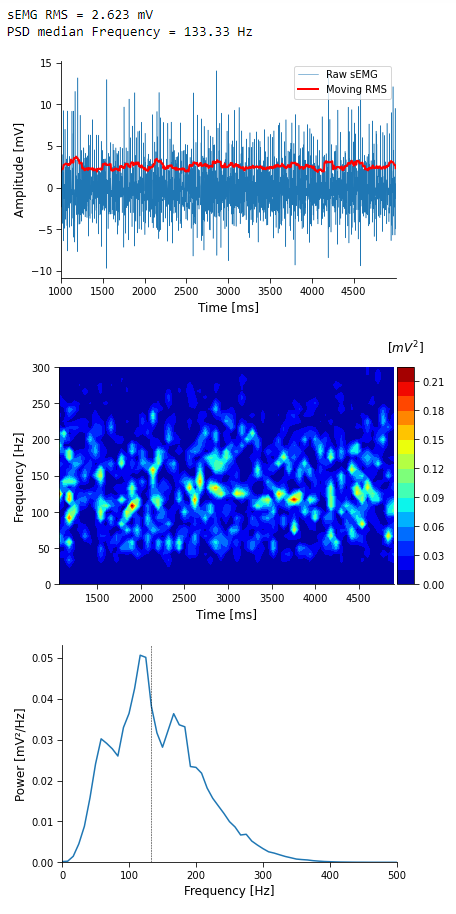 sEMG RMS = 2.623 mV
PSD median Frequency = 133.33 Hz
15
10
5
0
−5
−10
Amplitude [mV]
Raw sEMG
Moving RMS
1000 1500 2000 2500 3000 3500 4000 4500
Time [ms]
[mV²]
300
250
200
150
100
50
0
Frequency [Hz]
0.21
0.18
0.15
0.12
0.09
0.06
0.03
0.00
1500 2000 2500 3000 3500 4000 4500
Time [ms]
0.05
0.04
0.03
0.02
0.01
0.00
Power [mV²/Hz]
0 100 200 300 400 500
Frequency [Hz]